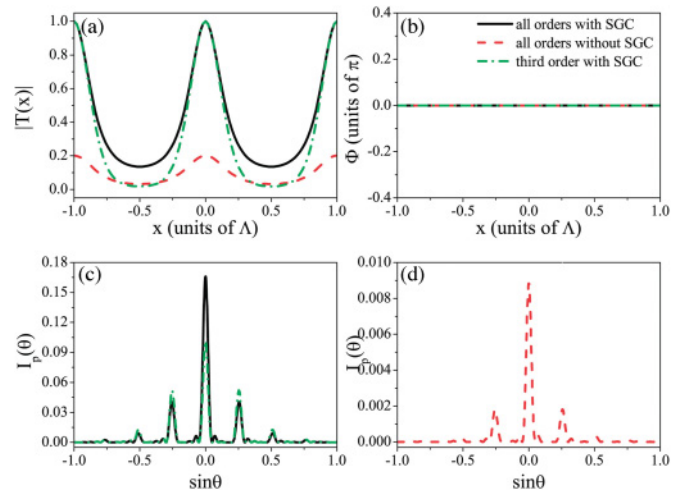 (a)
|T(x)|
1.0
0.8
0.6
0.4
0.2
0.0
-1.0 -0.5 0.0 0.5 1.0
x (units of Λ)
(b)
all orders with SGC
all orders without SGC
third order with SGC
Φ (units of π)
0.4
0.2
0.0
-0.2
-0.4
-1.0 -0.5 0.0 0.5 1.0
x (units of Λ)
(c)
I_p(θ)
0.18
0.15
0.12
0.09
0.06
0.03
0.00
-1.0 -0.5 0.0 0.5 1.0
sinθ
(d)
I_p(θ)
0.010
0.008
0.006
0.004
0.002
0.000
-1.0 -0.5 0.0 0.5 1.0
sinθ